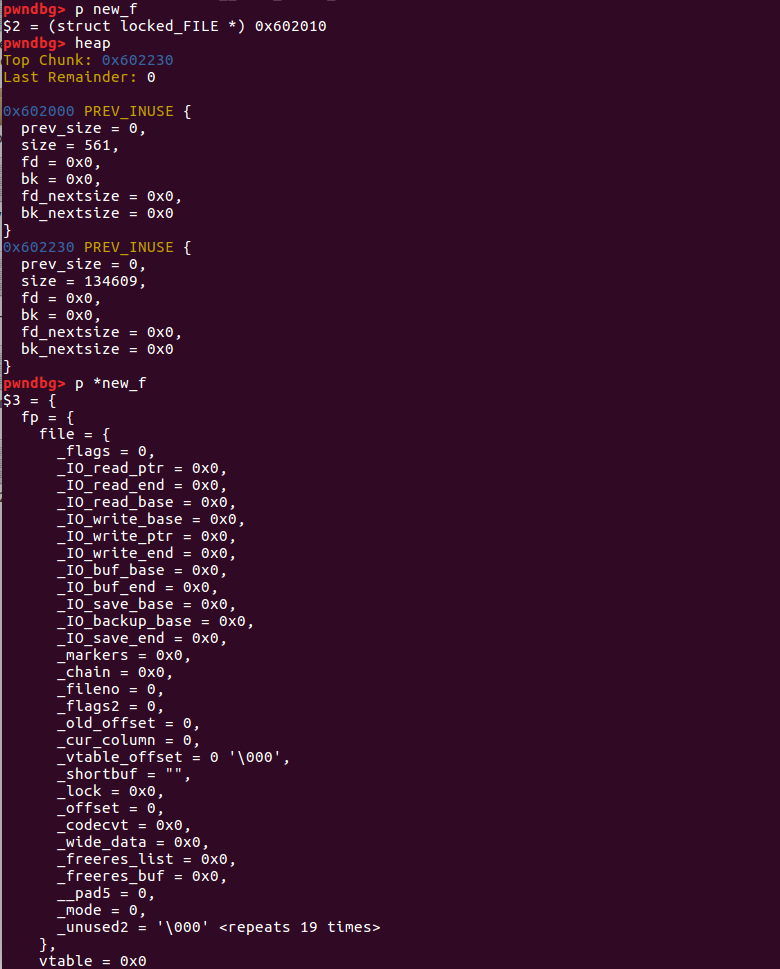 pwndbg> p new_f
$2 = (struct locked_FILE *) 0x602010
pwndbg> heap
Top Chunk: 0x602230
Last Remainder: 0

0x602000 PREV_INUSE {
  prev_size = 0,
  size = 561,
  fd = 0x0,
  bk = 0x0,
  fd_nextsize = 0x0,
  bk_nextsize = 0x0
}
0x602230 PREV_INUSE {
  prev_size = 0,
  size = 134609,
  fd = 0x0,
  bk = 0x0,
  fd_nextsize = 0x0,
  bk_nextsize = 0x0
}
pwndbg> p *new_f
$3 = {
  fp = {
    file = {
      _flags = 0,
      _IO_read_ptr = 0x0,
      _IO_read_end = 0x0,
      _IO_read_base = 0x0,
      _IO_write_base = 0x0,
      _IO_write_ptr = 0x0,
      _IO_write_end = 0x0,
      _IO_buf_base = 0x0,
      _IO_buf_end = 0x0,
      _IO_save_base = 0x0,
      _IO_backup_base = 0x0,
      _IO_save_end = 0x0,
      _markers = 0x0,
      _chain = 0x0,
      _fileno = 0,
      _flags2 = 0,
      _old_offset = 0,
      _cur_column = 0,
      _vtable_offset = 0 '\000',
      _shortbuf = "",
      _lock = 0x0,
      _offset = 0,
      _codecvt = 0x0,
      _wide_data = 0x0,
      _freeres_list = 0x0,
      _freeres_buf = 0x0,
      __pad5 = 0,
      _mode = 0,
      _unused2 = '\000' <repeats 19 times>
    },
    vtable = 0x0